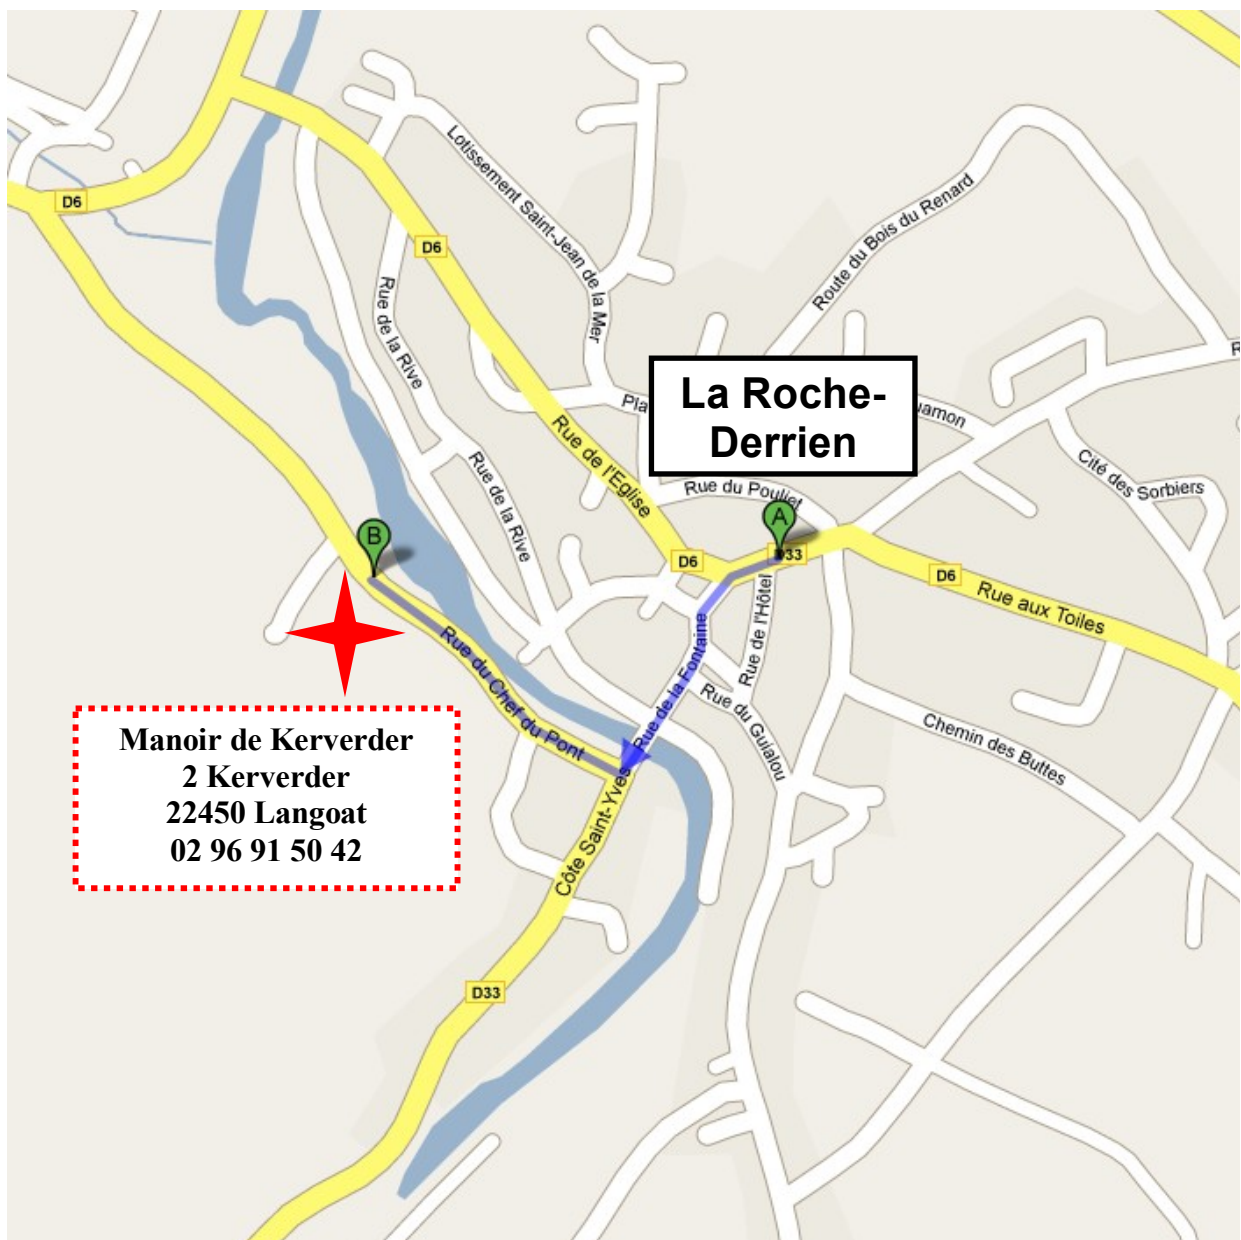 D6
D6
Lotissement Saint-Jean de la Mer
Route du Bois du Renard
Rue de la Rive
R
La Roche-
Derrien
Pla
uamon
Cité des Sorbiers
Rue de l'Eglise
Rue de la Rive
Rue du Pouliet
A
B
D6
D33
D6
Rue aux Toiles
Rue de l'Hôtel
Rue de la Fontaine
Rue du Chef du Pont
Rue du Guialou
Chemin des Buttes
Côte Saint-Yves
Manoir de Kerverder
2 Kerverder
22450 Langoat
02 96 91 50 42
D33